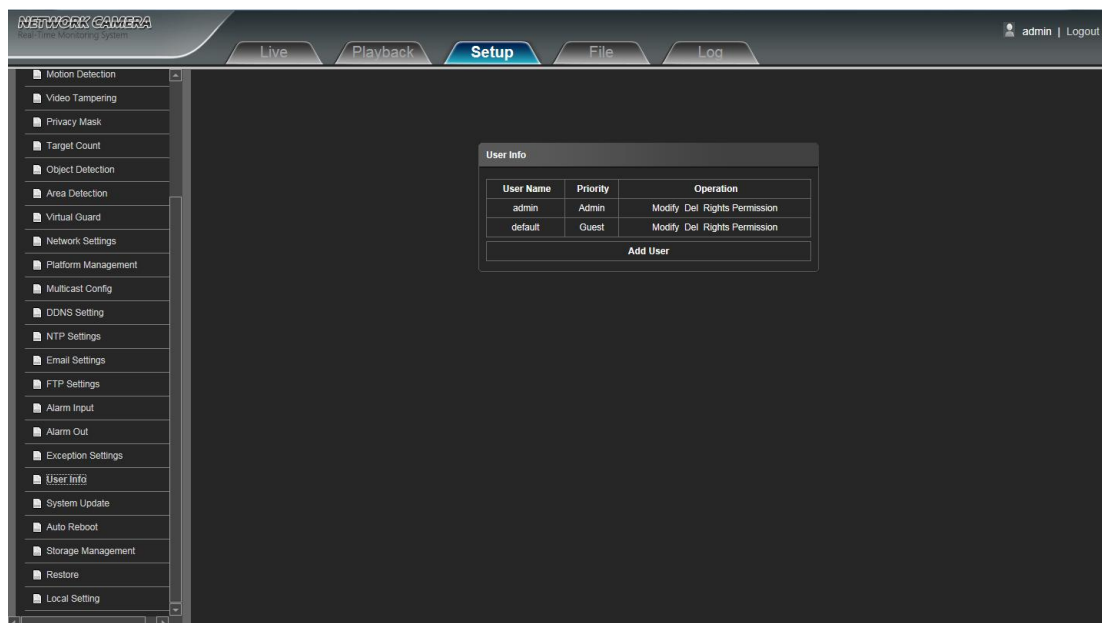 NETWORK CAMERA
Real-Time Monitoring System
admin | Logout
Live Playback Setup File Log
Motion Detection
Video Tampering
Privacy Mask
Target Count
Object Detection
Area Detection
Virtual Guard
Network Settings
Platform Management
Multicast Config
DDNS Setting
NTP Settings
Email Settings
FTP Settings
Alarm Input
Alarm Out
Exception Settings
User Info
System Update
Auto Reboot
Storage Management
Restore
Local Setting
User Info
User Name Priority Operation
admin Admin Modify Del Rights Permission
default Guest Modify Del Rights Permission
Add User